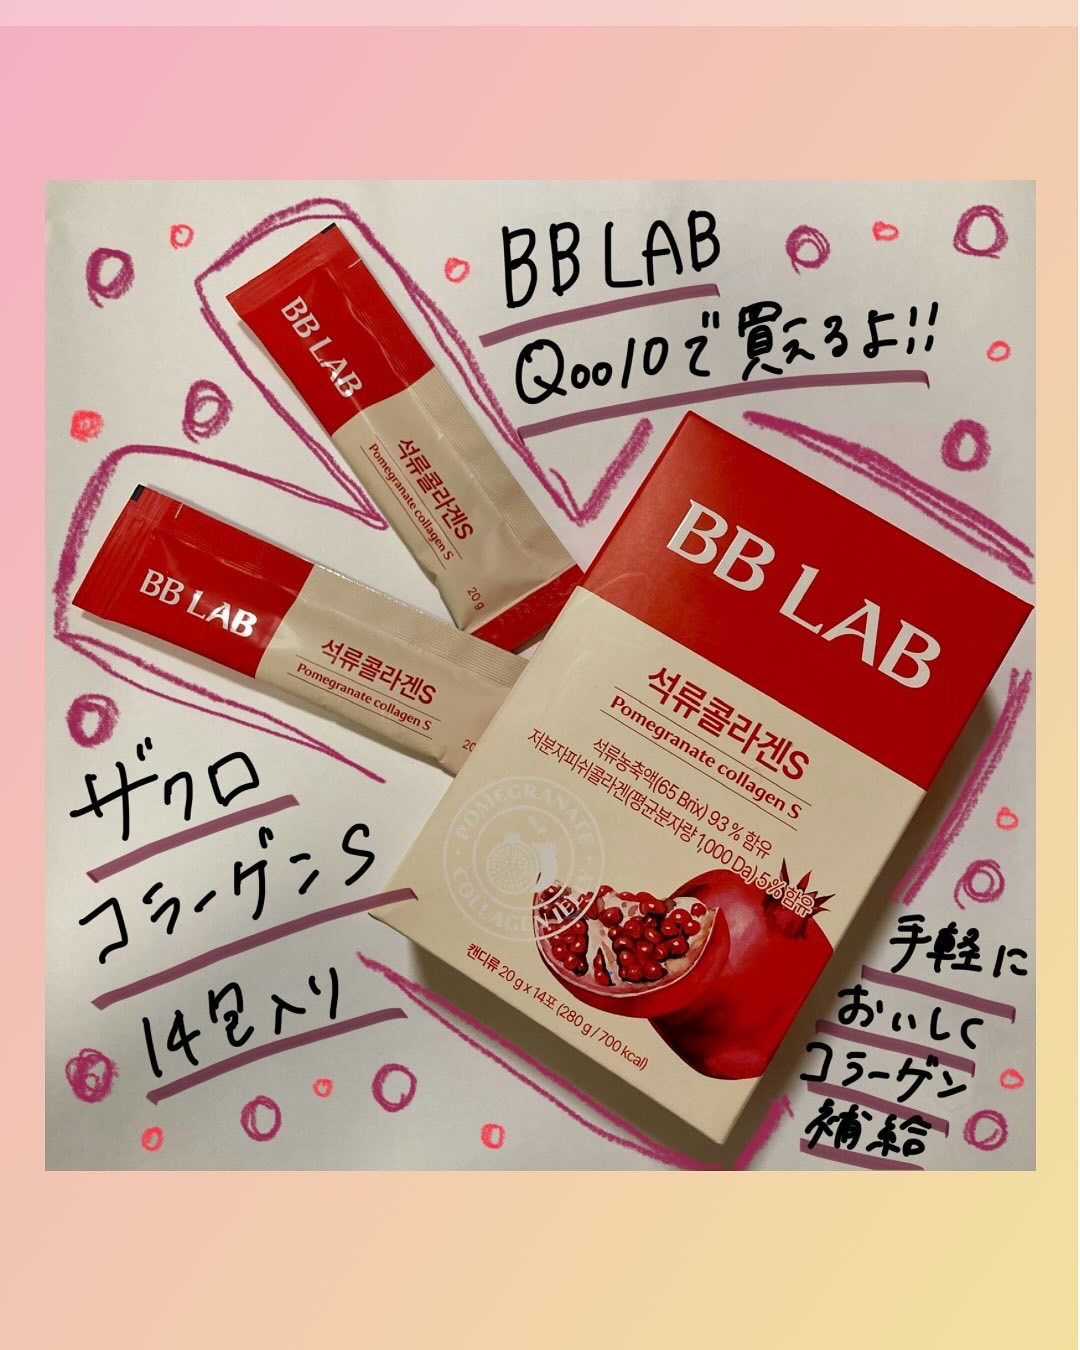 BB LAB
Qoo10で買えるよ!!
BB LAB
석류콜라겐S
Pomegranate collagen S
20 g
BB LAB
석류콜라겐S
Pomegranate collagen S
BB LAB
석류콜라겐S
Pomegranate collagen S
석류농축액(65 Brix) 93 % 함유
저분자피쉬콜라겐(평균분자량 1,000 Da) 5 % 함유
POMEGRANATE
COLLAGEN JELLY
캔디류 20 g x 14포 (280 g / 700 kcal)
ザクロ
コラーゲンS
14包入り
手軽に
おいしく
コラーゲン
補給